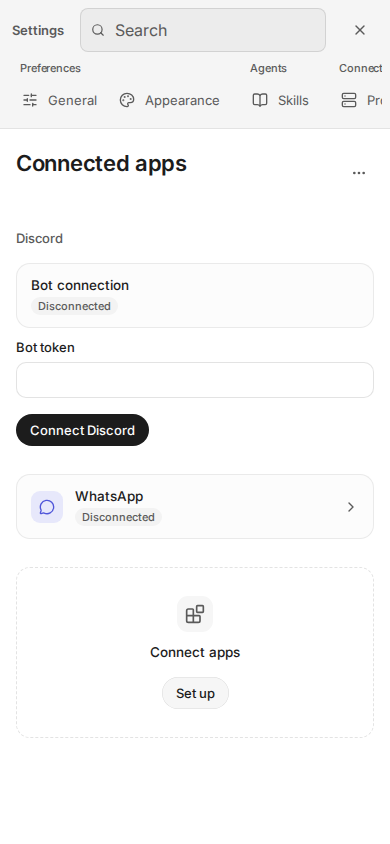 Settings
Search
Preferences
Agents
Connect
General
Appearance
Skills
Connected apps
Discord
Bot connection
Disconnected
Bot token
Connect Discord
WhatsApp
Disconnected
Connect apps
Set up